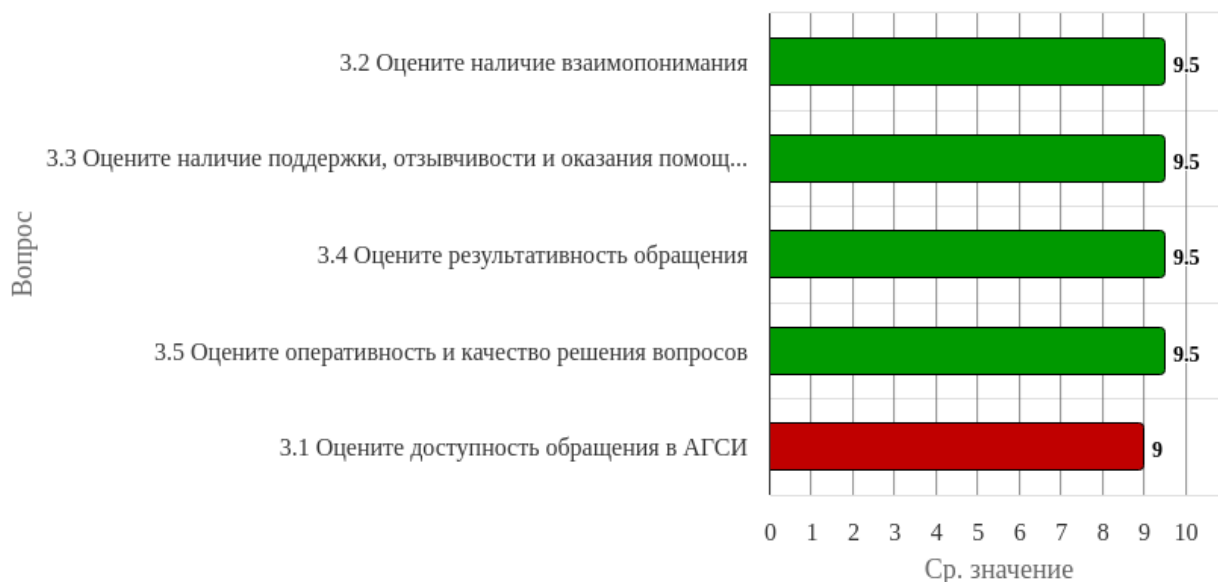 3.2 Оцените наличие взаимопонимания
9.5
3.3 Оцените наличие поддержки, отзывчивости и оказания помощ...
9.5
3.4 Оцените результативность обращения
9.5
3.5 Оцените оперативность и качество решения вопросов
9.5
3.1 Оцените доступность обращения в АГСИ
9
Вопрос
0 1 2 3 4 5 6 7 8 9 10
Ср. значение